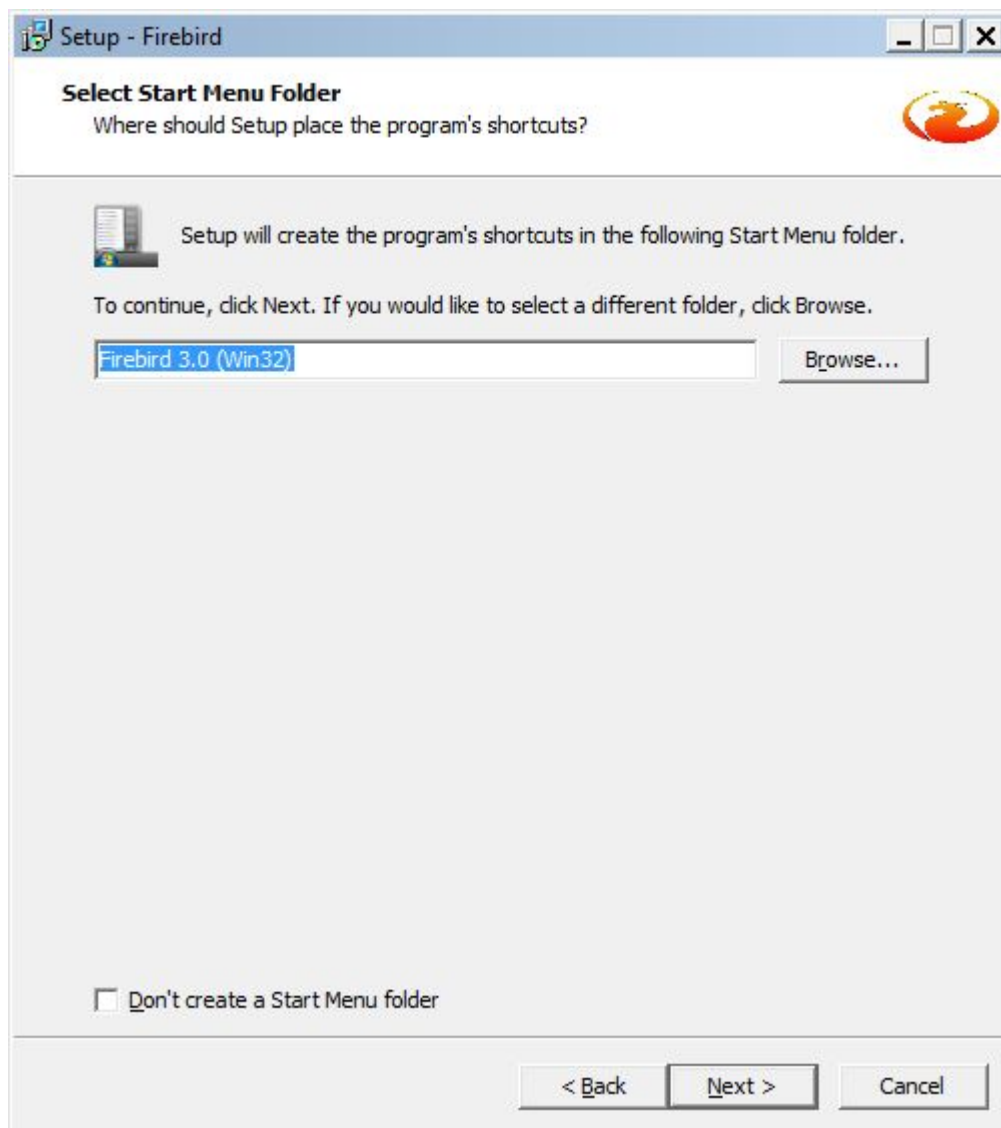 Setup - Firebird
Select Start Menu Folder
Where should Setup place the program's shortcuts?
Setup will create the program's shortcuts in the following Start Menu folder.
To continue, click Next. If you would like to select a different folder, click Browse.
Firebird 3.0 (Win32)
Browse...
Don't create a Start Menu folder
< Back
Next >
Cancel